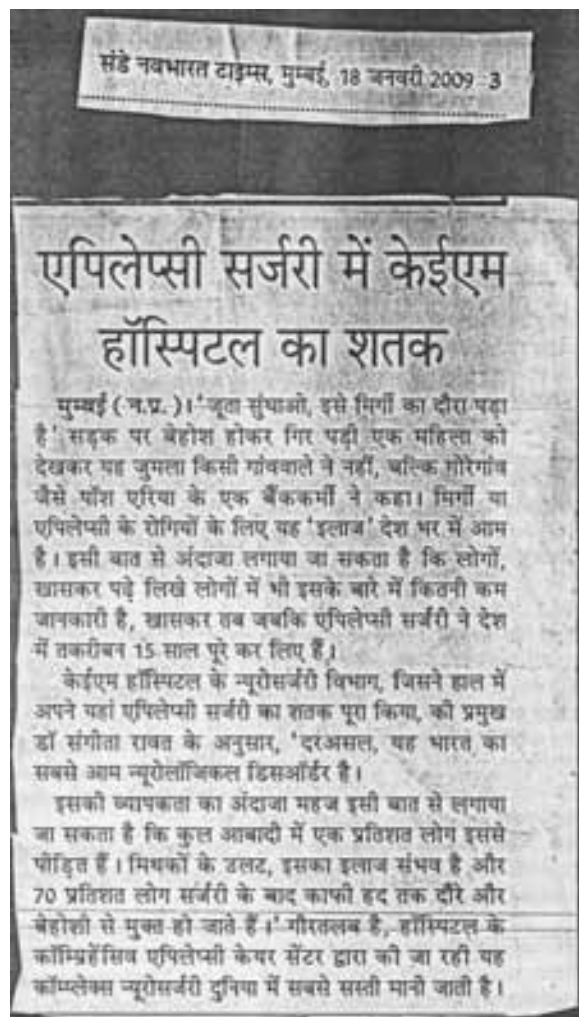 संडे नवभारत टाइम्स, मुम्बई, 18 जनवरी 2009 3
एपिलेप्सी सर्जरी में केईएम
हॉस्पिटल का शतक
मुम्बई (न.प्र.)। 'जूता सुंघाओ, इसे मिर्गी का दौरा पड़ा
है' सड़क पर बेहोश होकर गिर पड़ी एक महिला को
देखकर यह जुमला किसी गांववाले ने नहीं, बल्कि गोरेगांव
जैसे पॉश एरिया के एक बैंककर्मी ने कहा। मिर्गी या
एपिलेप्सी के रोगियों के लिए यह 'इलाज' देश भर में आम
है। इसी बात से अंदाजा लगाया जा सकता है कि लोगों,
खासकर पढ़े लिखे लोगों में भी इसके बारे में कितनी कम
जानकारी है, खासकर तब जबकि एपिलेप्सी सर्जरी ने देश
में तकरीबन 15 साल पूरे कर लिए हैं।
केईएम हॉस्पिटल के न्यूरोसर्जरी विभाग, जिसने हाल में
अपने यहां एपिलेप्सी सर्जरी का शतक पूरा किया, की प्रमुख
डॉ संगीता रावत के अनुसार, 'दरअसल, यह भारत का
सबसे आम न्यूरोलॉजिकल डिसऑर्डर है।
इसकी व्यापकता का अंदाजा महज इसी बात से लगाया
जा सकता है कि कुल आबादी में एक प्रतिशत लोग इससे
पीड़ित हैं। मिथकों के उलट, इसका इलाज संभव है और
70 प्रतिशत लोग सर्जरी के बाद काफी हद तक दौरे और
बेहोशी से मुक्त हो जाते हैं।' गौरतलब है, हॉस्पिटल के
कॉम्प्रिहेंसिव एपिलेप्सी केयर सेंटर द्वारा की जा रही यह
कॉम्प्लेक्स न्यूरोसर्जरी दुनिया में सबसे सस्ती मानी जाती है।